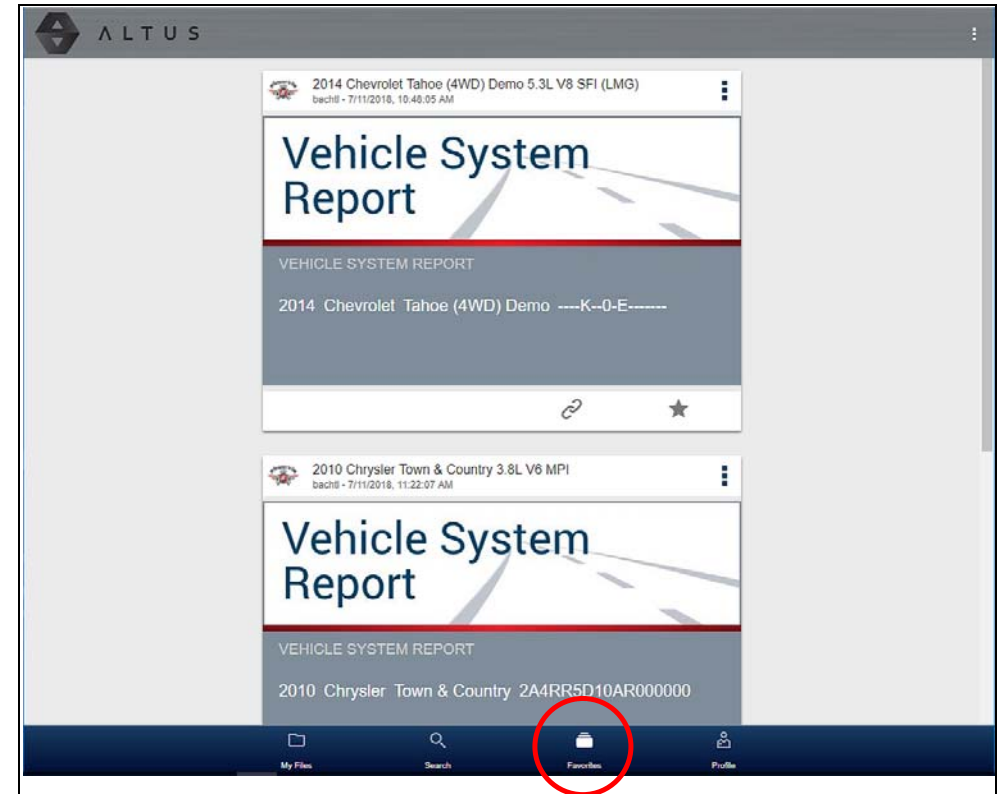 ALTUS
2014 Chevrolet Tahoe (4WD) Demo 5.3L V8 SFI (LMG)
bachtl - 7/11/2018, 10:48:05 AM
Vehicle System
Report
VEHICLE SYSTEM REPORT
2014 Chevrolet Tahoe (4WD) Demo ----K--0-E-------
2010 Chrysler Town & Country 3.8L V6 MPI
bachtl - 7/11/2018, 11:22:07 AM
Vehicle System
Report
VEHICLE SYSTEM REPORT
2010 Chrysler Town & Country 2A4RR5D10AR000000
My Files Search Favorites Profile